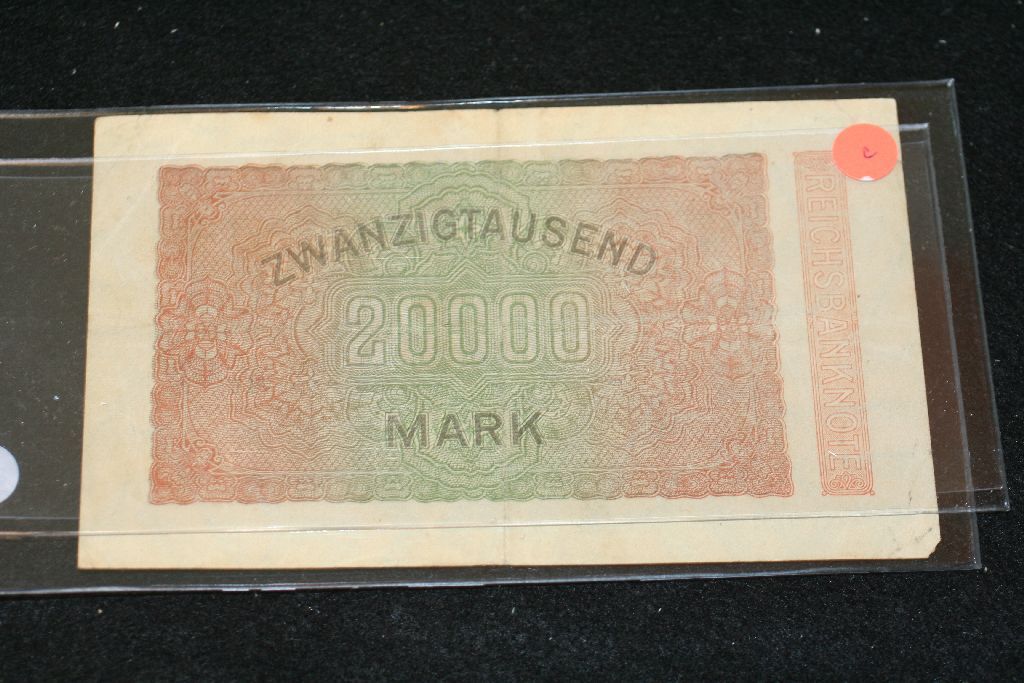 ZWANZIGTAUSEND
20000
MARK
REICHSBANKNOTE